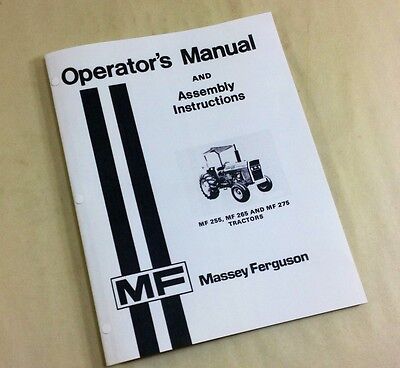 Operator's Manual
AND
Assembly
Instructions
MF 255, MF 265 AND MF 275
TRACTORS
MF
Massey Ferguson